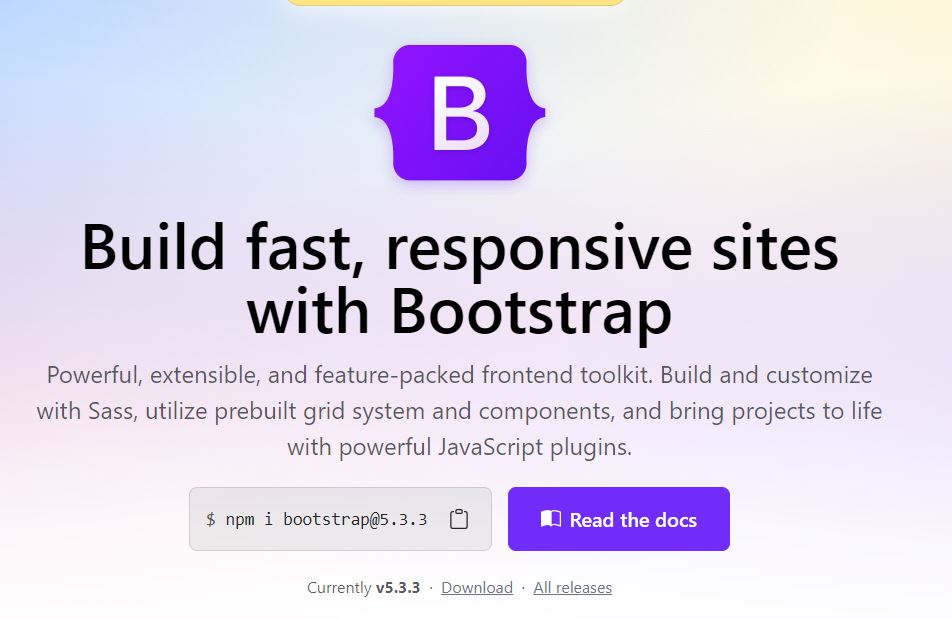 B
Build fast, responsive sites
with Bootstrap
Powerful, extensible, and feature-packed frontend toolkit. Build and customize
with Sass, utilize prebuilt grid system and components, and bring projects to life
with powerful JavaScript plugins.
$ npm i bootstrap@5.3.3
Read the docs
Currently v5.3.3 · Download · All releases